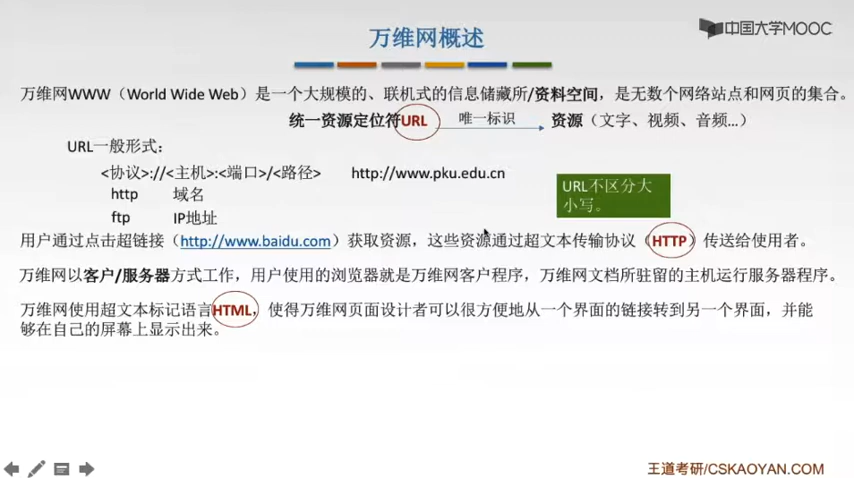 万维网概述
中国大学MOOC
万维网WWW（World Wide Web）是一个大规模的、联机式的信息储藏所/资料空间，是无数个网络站点和网页的集合。
统一资源定位符URL 唯一标识 资源（文字、视频、音频…）
URL一般形式：
<协议>://<主机>:<端口>/<路径> http://www.pku.edu.cn
http 域名
ftp IP地址
URL不区分大
小写。
用户通过点击超链接（http://www.baidu.com）获取资源，这些资源通过超文本传输协议（HTTP）传送给使用者。
万维网以客户/服务器方式工作，用户使用的浏览器就是万维网客户程序，万维网文档所驻留的主机运行服务器程序。
万维网使用超文本标记语言HTML，使得万维网页面设计者可以很方便地从一个界面的链接转到另一个界面，并能
够在自己的屏幕上显示出来。
王道考研/CSKAOYAN.COM